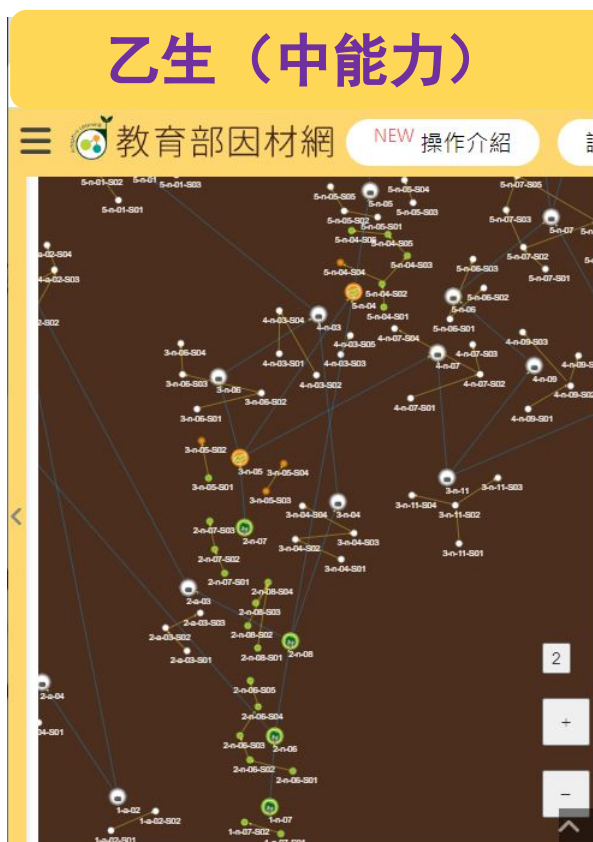 乙生（中能力）
教育部因材網
NEW 操作介紹
5-n-01-S02
5-n-01
5-n-01-S03
5-n-01-S01
5-n-05-S05
5-n-05
5-n-05-S04
5-n-05-S03
5-n-05-S02
5-n-05-S01
5-n-04-S05
5-n-04-S03
5-n-04-S04
5-n-04
5-n-04-S02
5-n-04-S01
5-n-07-S05
5-n-07-S03
5-n-07
5-n-07-S02
5-n-07-S01
5-n-06-S03
5-n-06-S02
5-n-06
5-n-06-S01
4-n-03-S04
4-n-03
4-n-03-S05
4-n-03-S01
4-n-03-S03
4-n-03-S02
4-n-07-S04
4-n-07-S03
4-n-07
4-n-07-S02
4-n-07-S01
4-n-09-S03
4-n-09
4-n-09-S01
3-n-06-S04
3-n-06-S03
3-n-06
3-n-06-S02
3-n-06-S01
3-n-05-S02
3-n-05
3-n-05-S04
3-n-05-S01
3-n-05-S03
3-n-11
3-n-11-S03
3-n-11-S04
3-n-11-S02
3-n-11-S01
3-n-04-S04
3-n-04
3-n-04-S02
3-n-04-S03
3-n-04-S01
2-n-07-S03
2-n-07
2-n-07-S02
2-n-07-S01
2-n-08-S04
2-a-03
2-n-08-S03
2-a-03-S03
2-a-03-S02
2-n-08-S02
2-a-03-S01
2-n-08-S01
2-n-08
2
2-a-04
2-n-06-S05
2-n-06-S04
2-n-06-S03
2-n-06
2-n-06-S02
2-n-06-S01
+
−
1-a-02
1-a-02-S02
1-a-02-S01
1-n-07
1-n-07-S02
1-n-07-S01